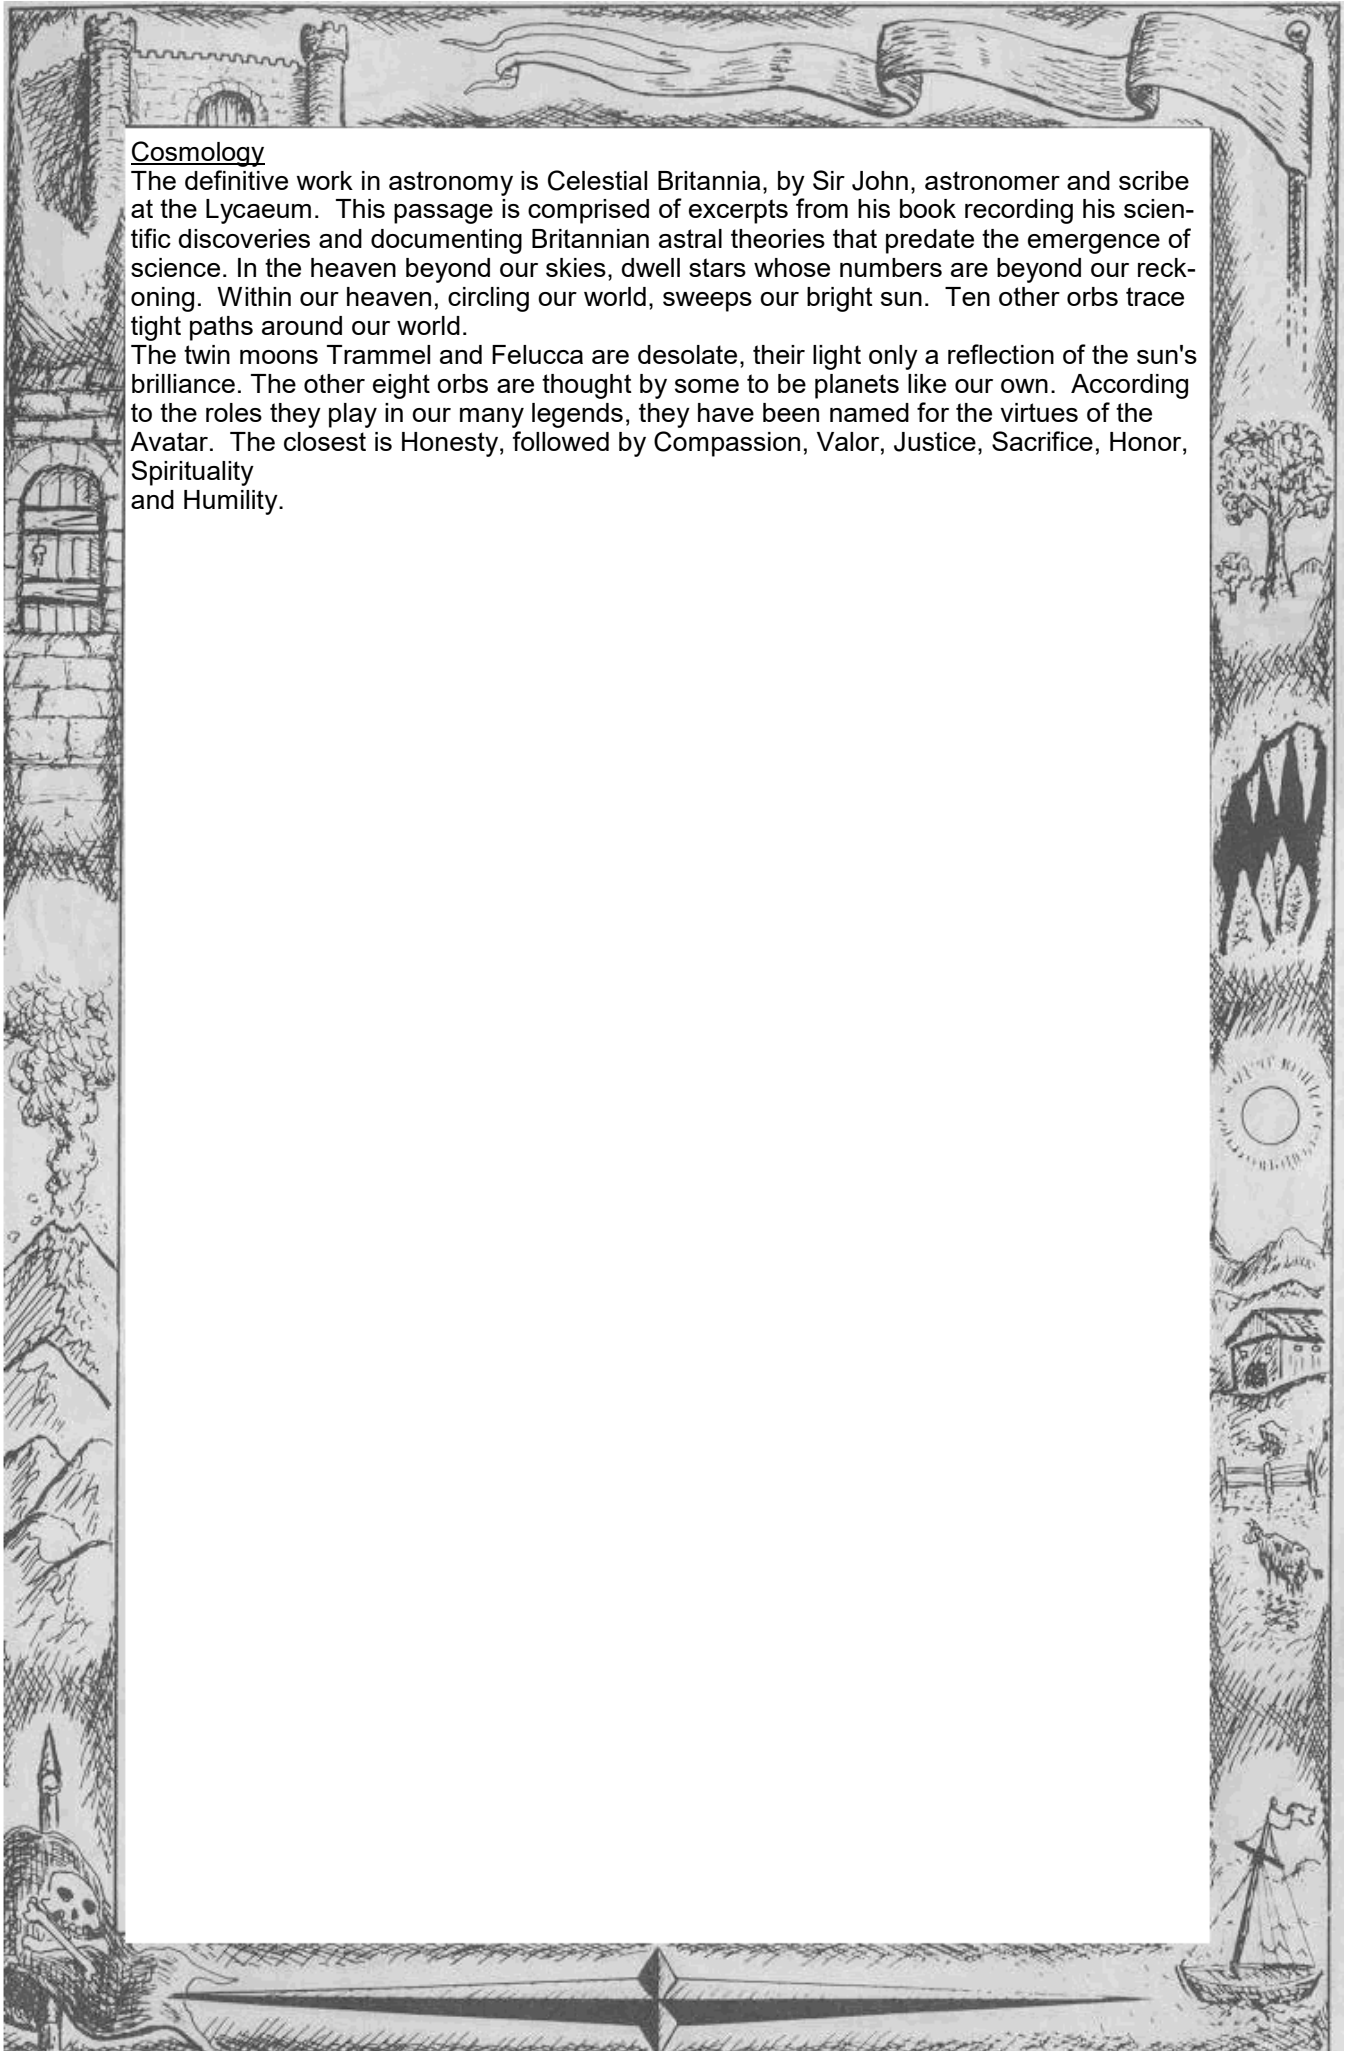 Cosmology
The definitive work in astronomy is Celestial Britannia, by Sir John, astronomer and scribe
at the Lycaeum.  This passage is comprised of excerpts from his book recording his scien-
tific discoveries and documenting Britannian astral theories that predate the emergence of
science. In the heaven beyond our skies, dwell stars whose numbers are beyond our reck-
oning.  Within our heaven, circling our world, sweeps our bright sun.  Ten other orbs trace
tight paths around our world.
The twin moons Trammel and Felucca are desolate, their light only a reflection of the sun's
brilliance. The other eight orbs are thought by some to be planets like our own.  According
to the roles they play in our many legends, they have been named for the virtues of the
Avatar.  The closest is Honesty, followed by Compassion, Valor, Justice, Sacrifice, Honor,
Spirituality
and Humility.